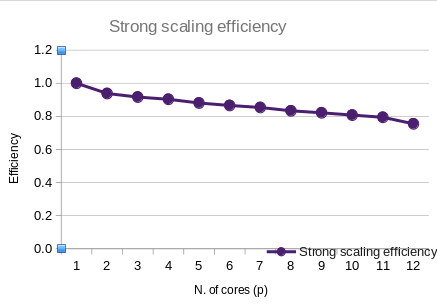 Strong scaling efficiency
1.2
1.0
0.8
0.6
0.4
0.2
0.0
Efficiency
Strong scaling efficiency
1 2 3 4 5 6 7 8 9 10 11 12
N. of cores (p)